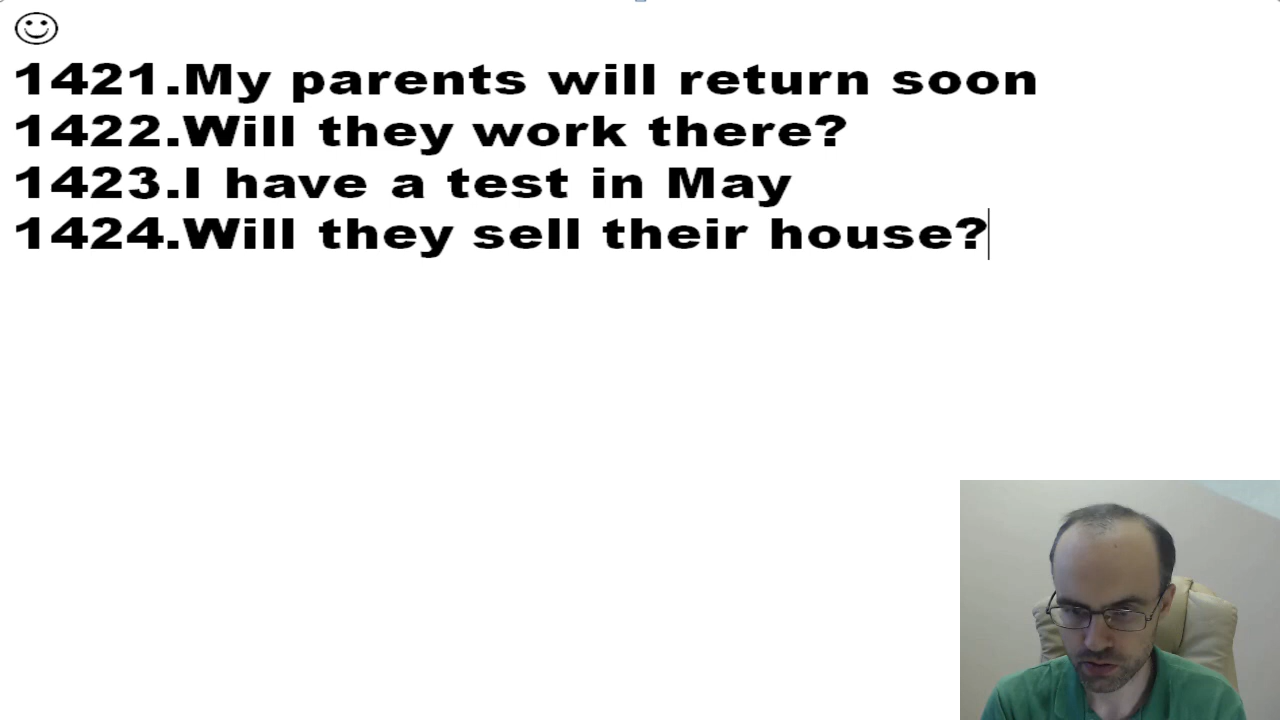 1421.My parents will return soon
1422.Will they work there?
1423.I have a test in May
1424.Will they sell their house?